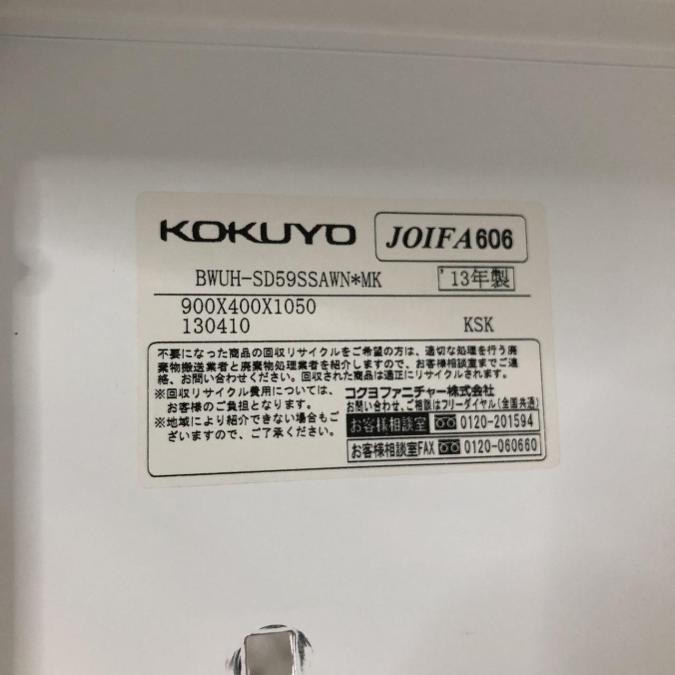 KOKUYO JOIFA606
BWUH-SD59SSAWN*MK '13年製
900X400X1050
130410 KSK
不要になった商品の回収リサイクルをご希望の方は、適切な処理を行う廃
棄物搬送業者と廃棄物処理業者を紹介しますので、お客様相談室までご連
絡、お問い合わせください。回収された商品は適正にリサイクルされます。
※回収リサイクル費用については、
お客様のご負担となります。
※地域により紹介できない場合もご
ざいますので、ご了承ください。
コクヨファニチャー株式会社
お問い合わせ、ご相談はフリーダイヤル(全国共通)
お客様相談室 0120-201594
お客様相談室FAX 0120-060660